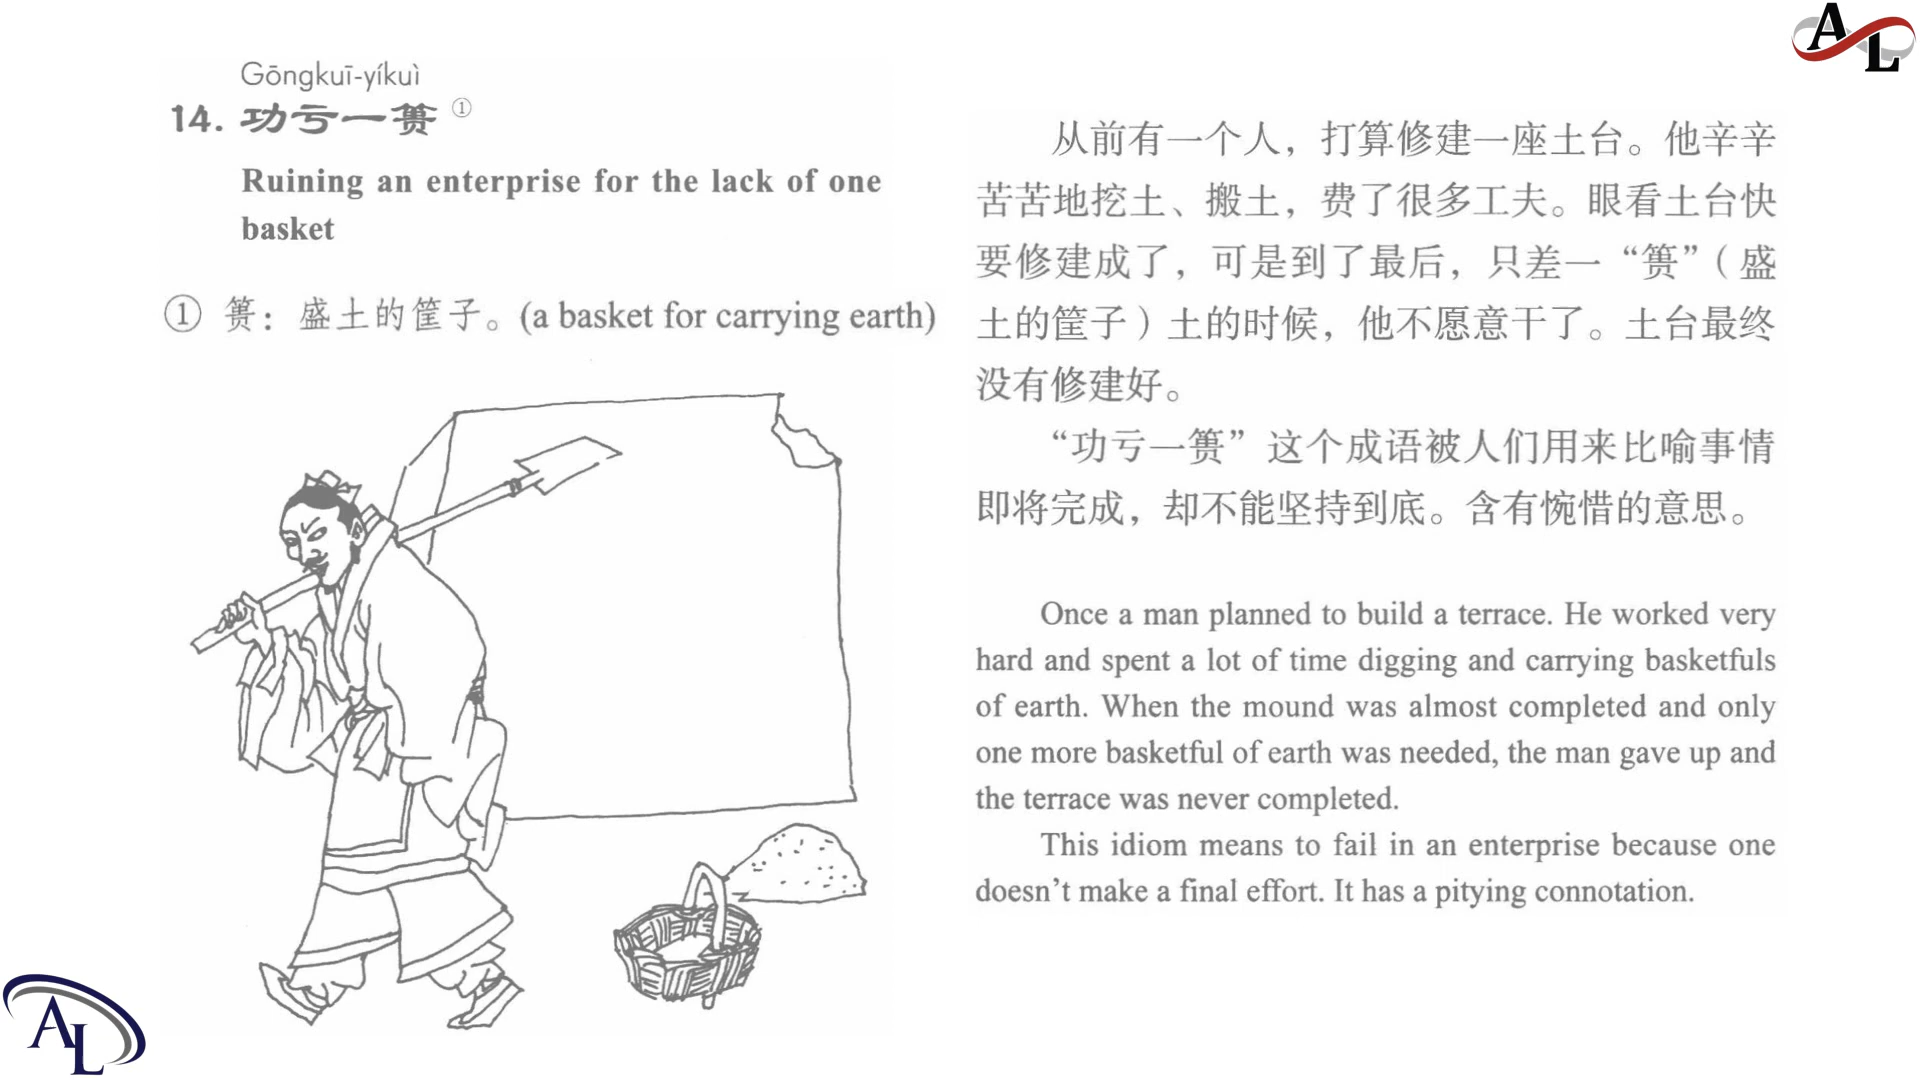 Gōngkuī-yíkuì
14. 功亏一篑 ①
Ruining an enterprise for the lack of one
basket
① 篑：盛土的筐子。(a basket for carrying earth)
从前有一个人，打算修建一座土台。他辛辛
苦苦地挖土、搬土，费了很多工夫。眼看土台快
要修建成了，可是到了最后，只差一“篑”（盛
土的筐子）土的时候，他不愿意干了。土台最终
没有修建好。
“功亏一篑”这个成语被人们用来比喻事情
即将完成，却不能坚持到底。含有惋惜的意思。
Once a man planned to build a terrace. He worked very
hard and spent a lot of time digging and carrying basketfuls
of earth. When the mound was almost completed and only
one more basketful of earth was needed, the man gave up and
the terrace was never completed.
This idiom means to fail in an enterprise because one
doesn’t make a final effort. It has a pitying connotation.
AL
AL